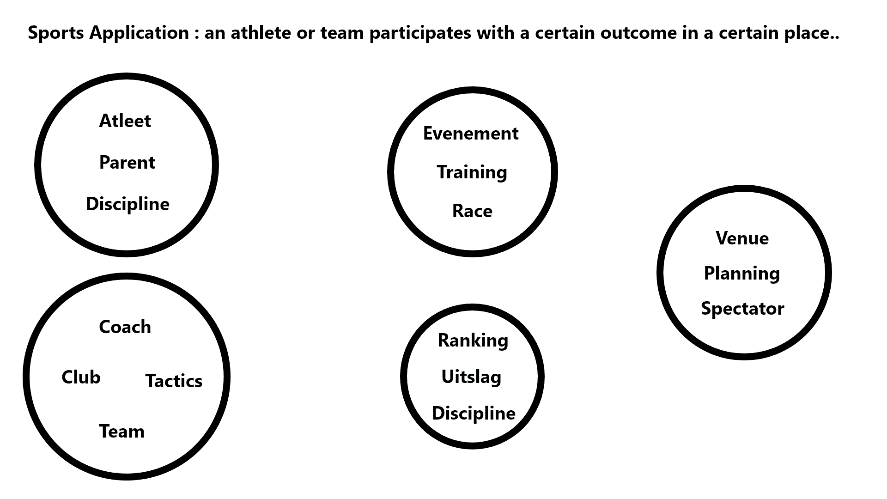 Sports Application : an athlete or team participates with a certain outcome in a certain place..
Atleet
Parent
Discipline
Coach
Club
Tactics
Team
Evenement
Training
Race
Ranking
Uitslag
Discipline
Venue
Planning
Spectator